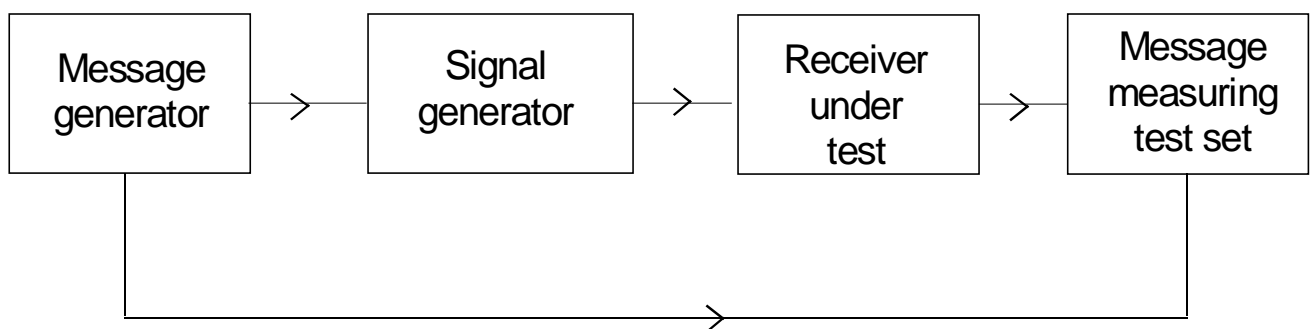 Message
generator
Signal
generator
Receiver
under
test
Message
measuring
test set